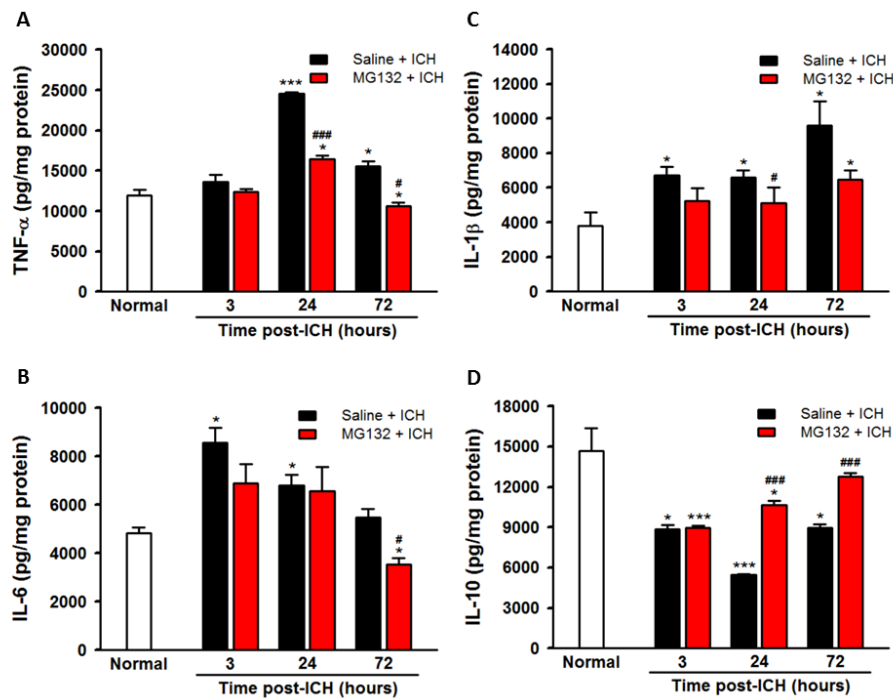 A
30000
25000
20000
15000
10000
5000
0
TNF-α (pg/mg protein)
Saline + ICH
MG132 + ICH
***
###
*
*
#
*
Normal
3
24
72
Time post-ICH (hours)
C
14000
12000
10000
8000
6000
4000
2000
0
IL-1β (pg/mg protein)
Saline + ICH
MG132 + ICH
*
*
#
*
*
Normal
3
24
72
Time post-ICH (hours)
B
10000
8000
6000
4000
2000
0
IL-6 (pg/mg protein)
Saline + ICH
MG132 + ICH
*
*
#
*
Normal
3
24
72
Time post-ICH (hours)
D
18000
15000
12000
9000
6000
3000
0
IL-10 (pg/mg protein)
Saline + ICH
MG132 + ICH
*
***
***
###
*
*
###
Normal
3
24
72
Time post-ICH (hours)